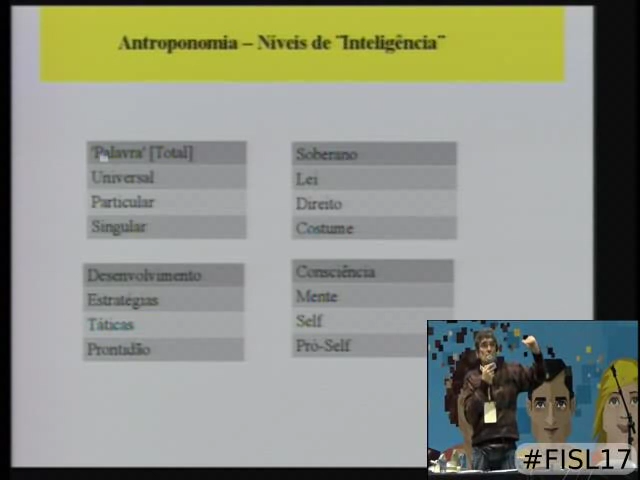 Antroponomia – Níveis de "Inteligência"
'Palavra' [Total]
Universal
Particular
Singular
Soberano
Lei
Direito
Costume
Desenvolvimento
Estratégias
Táticas
Prontidão
Consciência
Mente
Self
Pró-Self
#FISL17